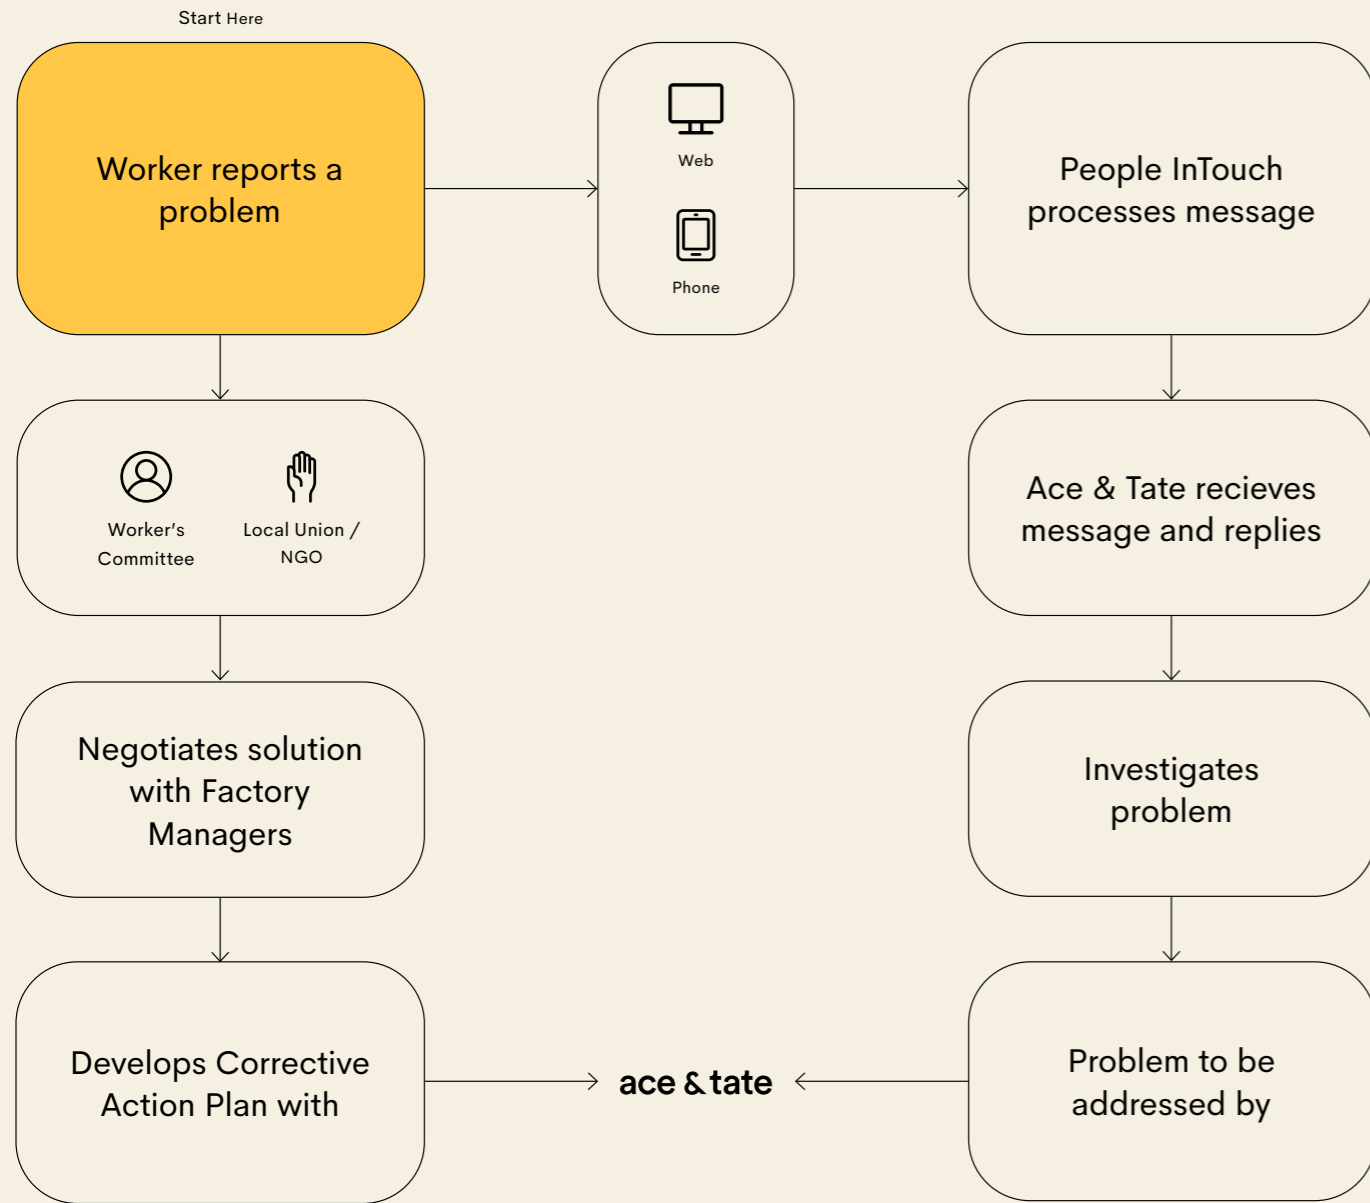 Start Here
Worker reports a
problem
Web
Phone
People InTouch
processes message
Worker's
Committee
Local Union /
NGO
Ace & Tate recieves
message and replies
Negotiates solution
with Factory
Managers
Investigates
problem
Develops Corrective
Action Plan with
ace & tate
Problem to be
addressed by